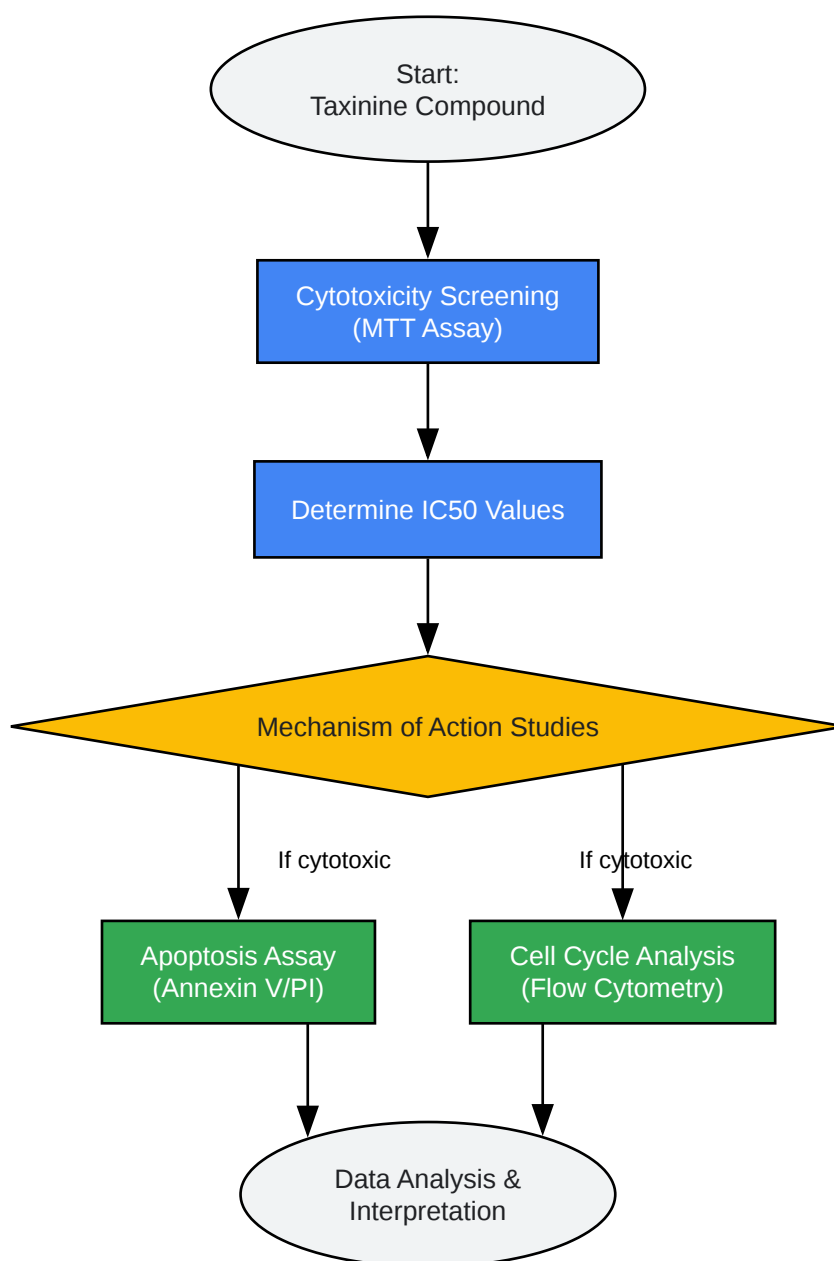 Start:
Taxinine Compound
Cytotoxicity Screening
(MTT Assay)
Determine IC50 Values
Mechanism of Action Studies
If cytotoxic
If cytotoxic
Apoptosis Assay
(Annexin V/PI)
Cell Cycle Analysis
(Flow Cytometry)
Data Analysis &
Interpretation